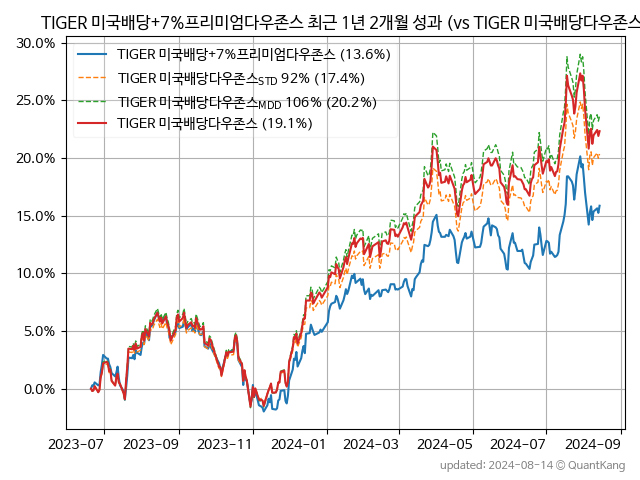 TIGER 미국배당+7%프리미엄다우존스 최근 1년 2개월 성과 (vs TIGER 미국배당다우존스
30.0%
25.0%
20.0%
15.0%
10.0%
5.0%
0.0%
TIGER 미국배당+7%프리미엄다우존스 (13.6%)
TIGER 미국배당다우존스STD 92% (17.4%)
TIGER 미국배당다우존스MDD 106% (20.2%)
TIGER 미국배당다우존스 (19.1%)
2023-07 2023-09 2023-11 2024-01 2024-03 2024-05 2024-07 2024-09
updated: 2024-08-14 © QuantKang